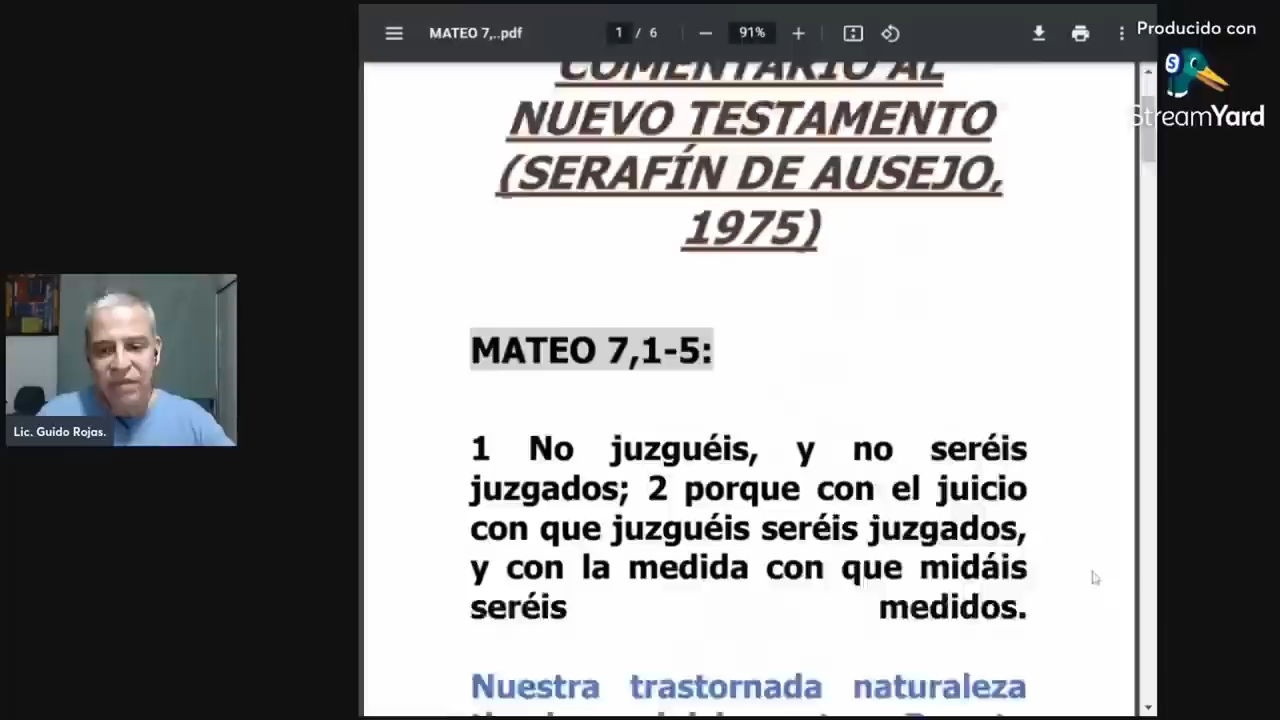 MATEO 7,..pdf
1 / 6
91%
Producido con
StreamYard
COMENTARIO AL
NUEVO TESTAMENTO
(SERAFÍN DE AUSEJO,
1975)
MATEO 7,1-5:
1 No juzguéis, y no seréis
juzgados; 2 porque con el juicio
con que juzguéis seréis juzgados,
y con la medida con que midáis
seréis medidos.
Nuestra trastornada naturaleza
Lic. Guido Rojas.